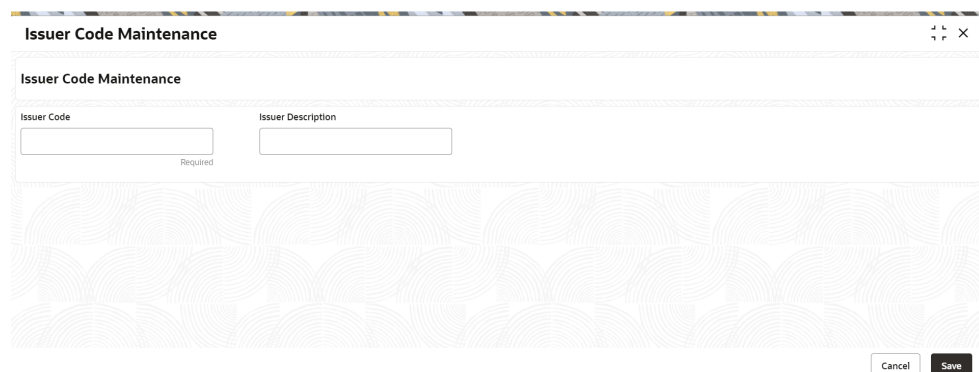 Issuer Code Maintenance
Issuer Code Maintenance
Issuer Code Issuer Description
Required
Cancel Save